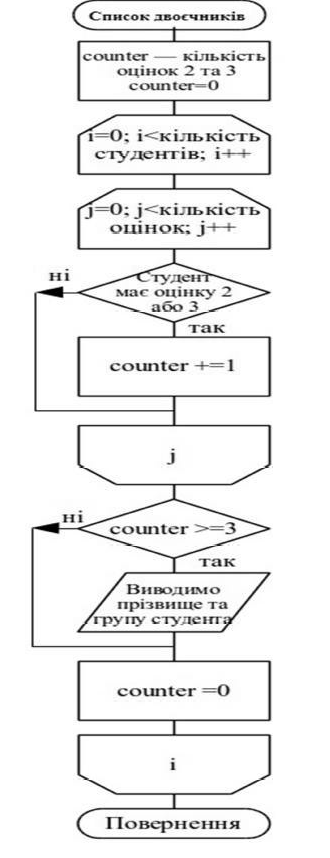 Список двоєчників
counter — кількість
оцінок 2 та 3
counter=0
i=0; i<кількість
студентів; i++
j=0; j<кількість
оцінок; j++
ні
Студент
має оцінку 2
або 3
так
counter +=1
j
ні
counter >=3
так
Виводимо
прізвище та
групу студента
counter =0
i
Повернення